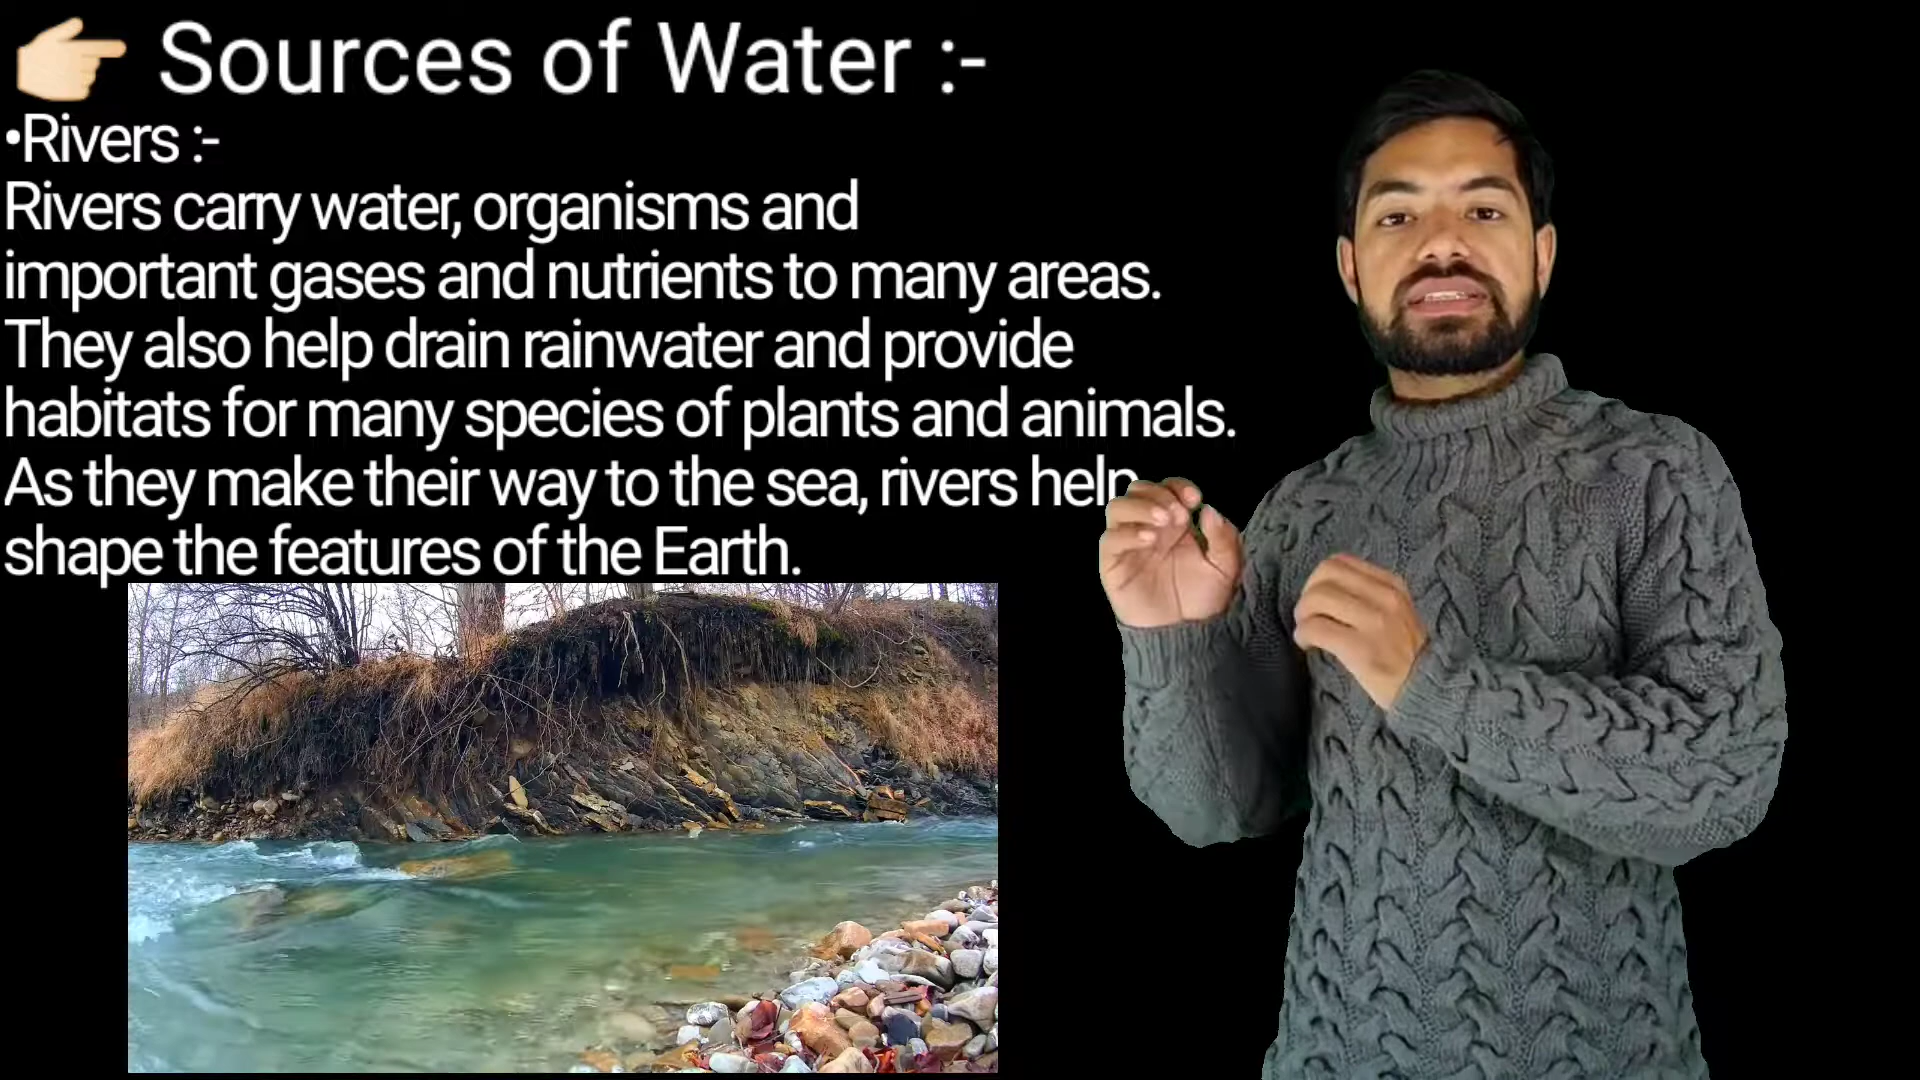 👉🏻 Sources of Water :-
•Rivers :-
Rivers carry water, organisms and
important gases and nutrients to many areas.
They also help drain rainwater and provide
habitats for many species of plants and animals.
As they make their way to the sea, rivers help
shape the features of the Earth.